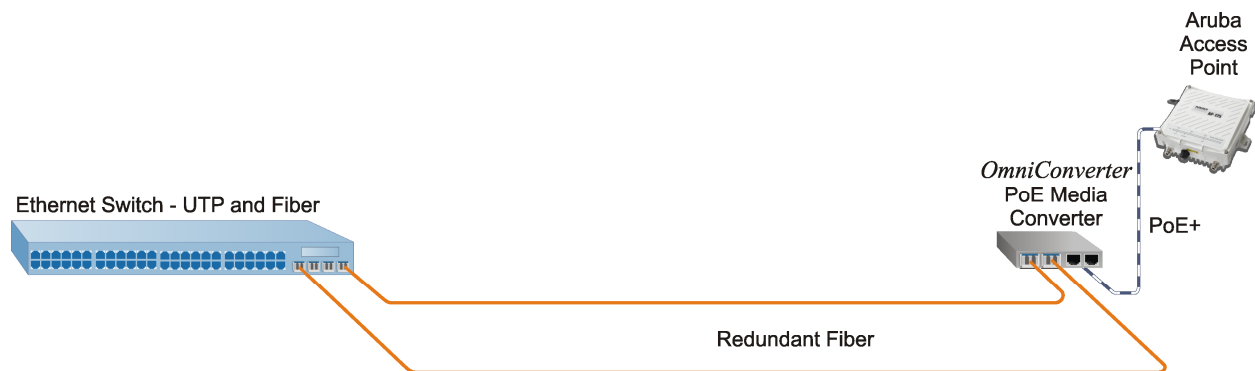 Aruba
Access
Point
OmniConverter
PoE Media
Converter
Ethernet Switch - UTP and Fiber
PoE+
Redundant Fiber